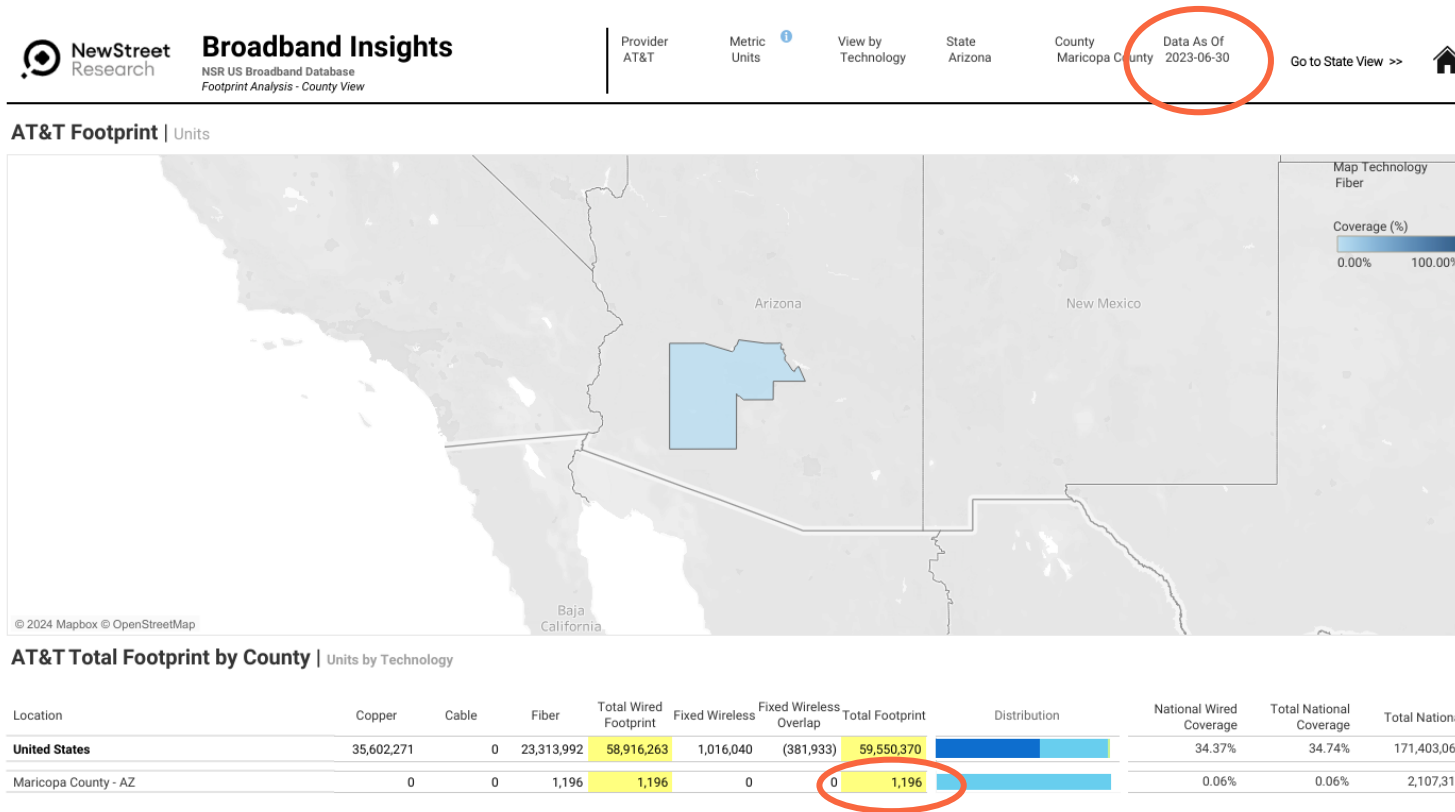 NewStreet
Research
Broadband Insights
NSR US Broadband Database
Footprint Analysis - County View
Provider
AT&T
Metric
Units
View by
Technology
State
Arizona
County
Maricopa County
Data As Of
2023-06-30
Go to State View >>
AT&T Footprint | Units
Map Technology
Fiber
Coverage (%)
0.00% 100.00%
Arizona
New Mexico
Baja
California
© 2024 Mapbox © OpenStreetMap
AT&T Total Footprint by County | Units by Technology
Location Copper Cable Fiber Total Wired Footprint Fixed Wireless Fixed Wireless Overlap Total Footprint Distribution National Wired Coverage Total National Coverage Total Nationa
United States 35,602,271 0 23,313,992 58,916,263 1,016,040 (381,933) 59,550,370 34.37% 34.74% 171,403,06
Maricopa County - AZ 0 0 1,196 1,196 0 0 1,196 0.06% 0.06% 2,107,31